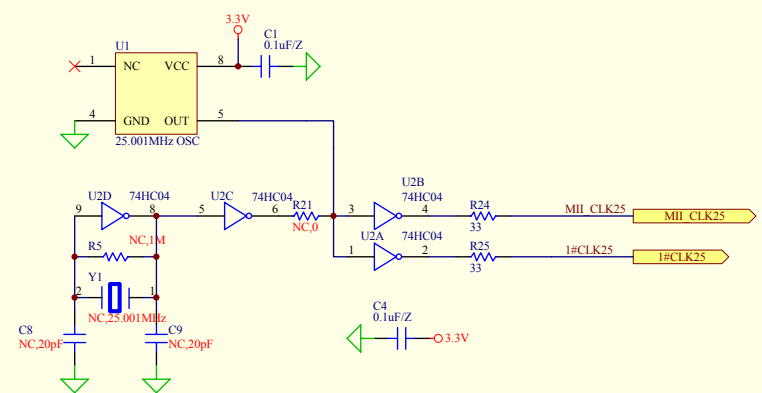 3.3V
C1
0.1uF/Z
U1
1 NC VCC 8
4 GND OUT 5
25.001MHz OSC
U2B
74HC04
U2D 74HC04
U2C 74HC04
9 8
5 6
R21
NC,0
3 4
R24
33
MII_CLK25
MII_CLK25
U2A
74HC04
1 2
R25
33
1#CLK25
1#CLK25
R5
NC,1M
Y1
2 1
NC,25.001MHz
C8
NC,20pF
C9
NC,20pF
C4
0.1uF/Z
3.3V